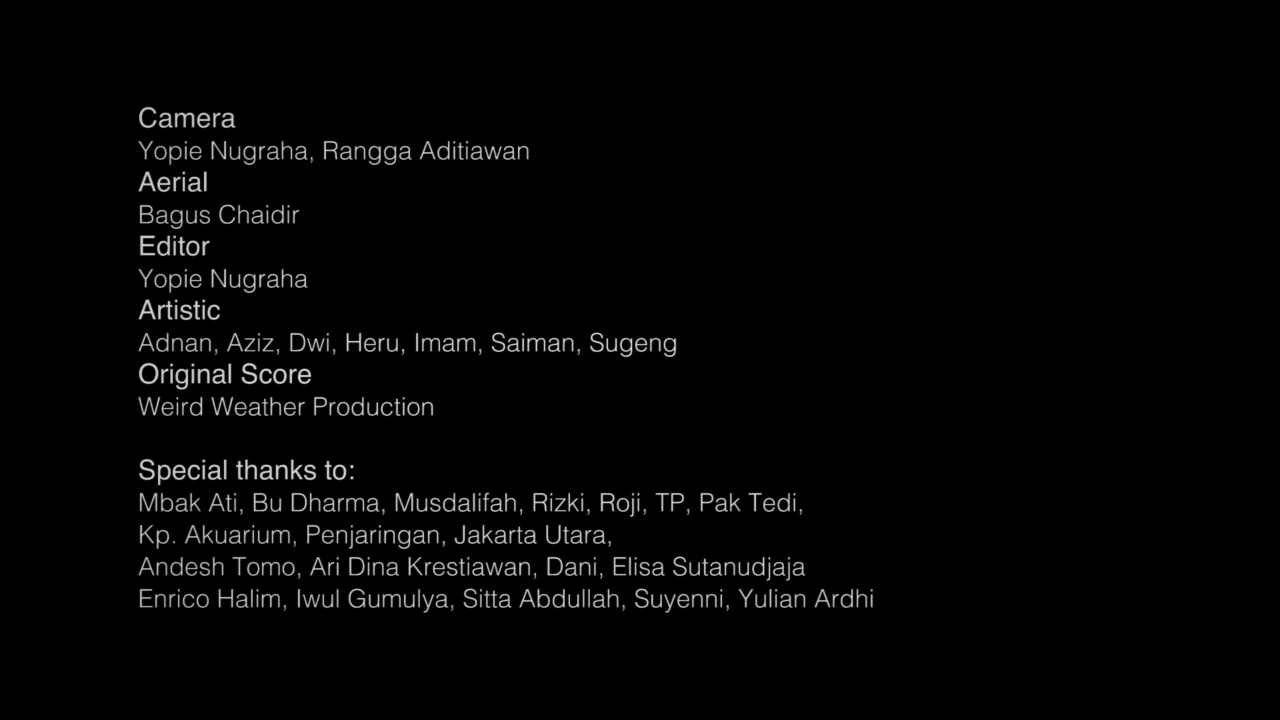 Camera
Yopie Nugraha, Rangga Aditiawan
Aerial
Bagus Chaidir
Editor
Yopie Nugraha
Artistic
Adnan, Aziz, Dwi, Heru, Imam, Saiman, Sugeng
Original Score
Weird Weather Production
Special thanks to:
Mbak Ati, Bu Dharma, Musdalifah, Rizki, Roji, TP, Pak Tedi,
Kp. Akuarium, Penjaringan, Jakarta Utara,
Andesh Tomo, Ari Dina Krestiawan, Dani, Elisa Sutanudjaja
Enrico Halim, Iwul Gumulya, Sitta Abdullah, Suyenni, Yulian Ardhi